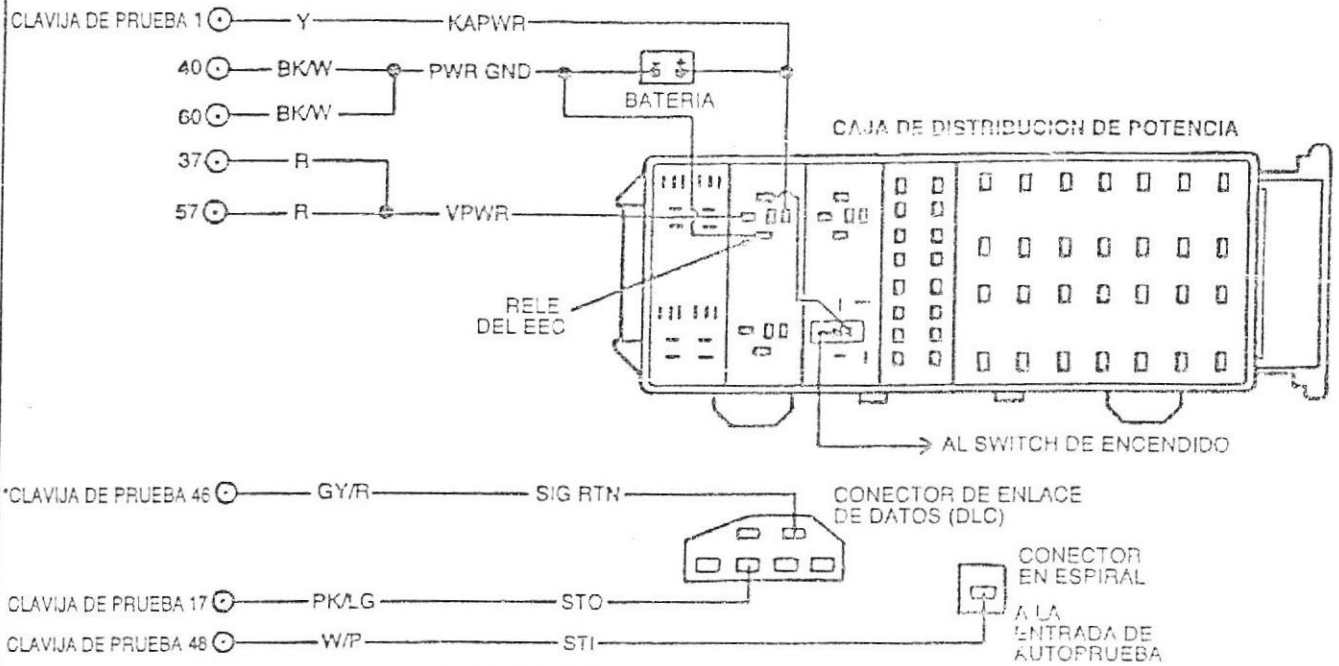 CLAVIJA DE PRUEBA 1 Y KAPWR
40 BK/W PWR GND
BATERIA
60 BK/W
CAJA DE DISTRIBUCION DE POTENCIA
37 R
57 R VPWR
RELE
DEL EEC
AL SWITCH DE ENCENDIDO
*CLAVIJA DE PRUEBA 46 GY/R SIG RTN
CONECTOR DE ENLACE
DE DATOS (DLC)
CONECTOR
EN ESPIRAL
CLAVIJA DE PRUEBA 17 PK/LG STO
A LA
ENTRADA DE
AUTOPRUEBA
CLAVIJA DE PRUEBA 48 W/P STI